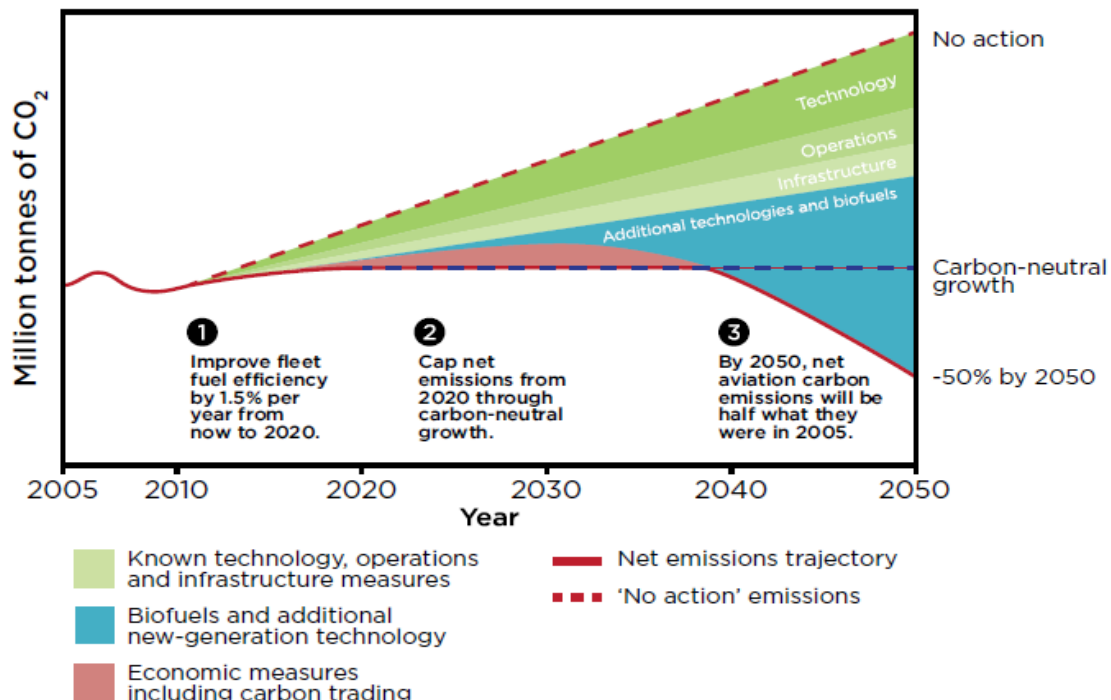 No action
Technology
Operations
Infrastructure
Additional technologies and biofuels
Million tonnes of CO₂
Carbon-neutral
growth
-50% by 2050
1
Improve fleet
fuel efficiency
by 1.5% per
year from
now to 2020.
2
Cap net
emissions from
2020 through
carbon-neutral
growth.
3
By 2050, net
aviation carbon
emissions will be
half what they
were in 2005.
2005 2010 2020 2030 2040 2050
Year
Known technology, operations
and infrastructure measures
Biofuels and additional
new-generation technology
Economic measures
including carbon trading
Net emissions trajectory
‘No action’ emissions